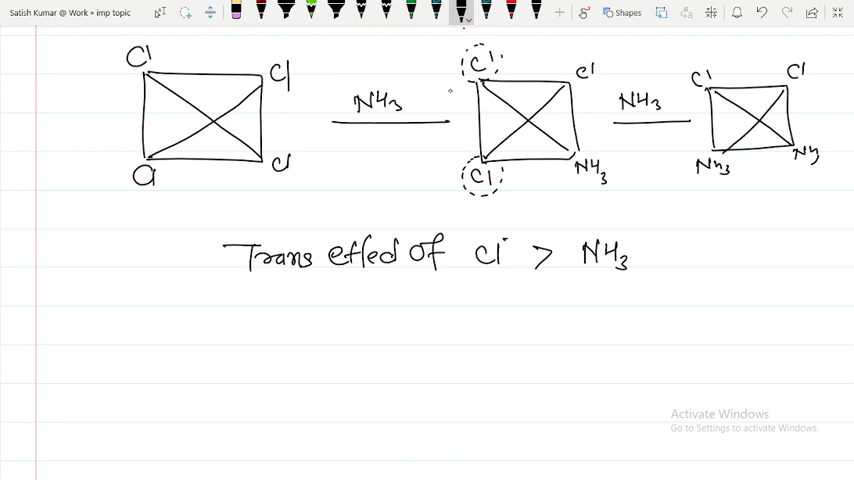 Satish Kumar @ Work » imp topic
Shapes
Cl Cl NH3 Cl Cl NH3 Cl Cl
Cl Cl Cl NH3 NH3 NH3
Trans effed of Cl- > NH3
Activate Windows
Go to Settings to activate Windows.